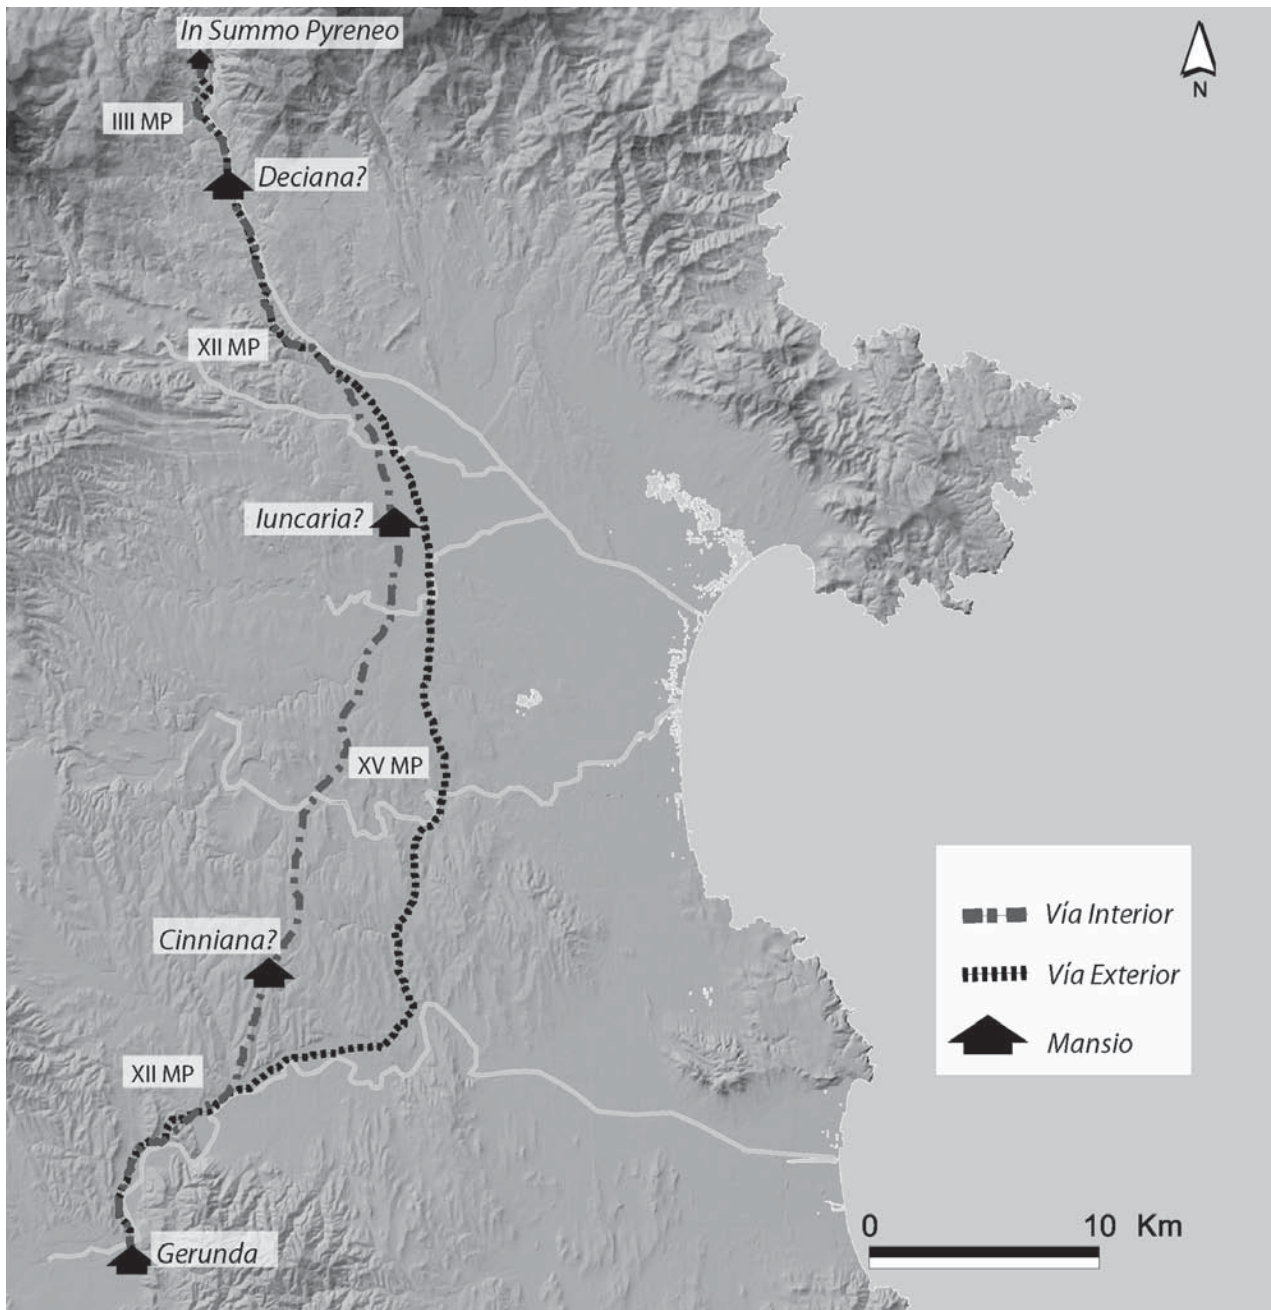 In Summo Pyreneo
N
IIII MP
Deciana?
XII MP
Iuncaria?
XV MP
Vía Interior
Cinniana?
Vía Exterior
Mansio
XII MP
0 10 Km
Gerunda